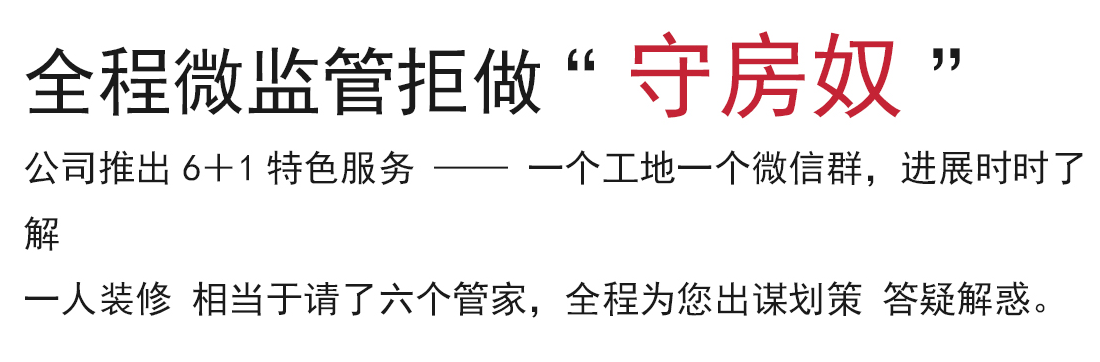 全程微监管拒做“守房奴”
公司推出6+1特色服务 —— 一个工地一个微信群，进展时时了
解
一人装修 相当于请了六个管家，全程为您出谋划策 答疑解惑。